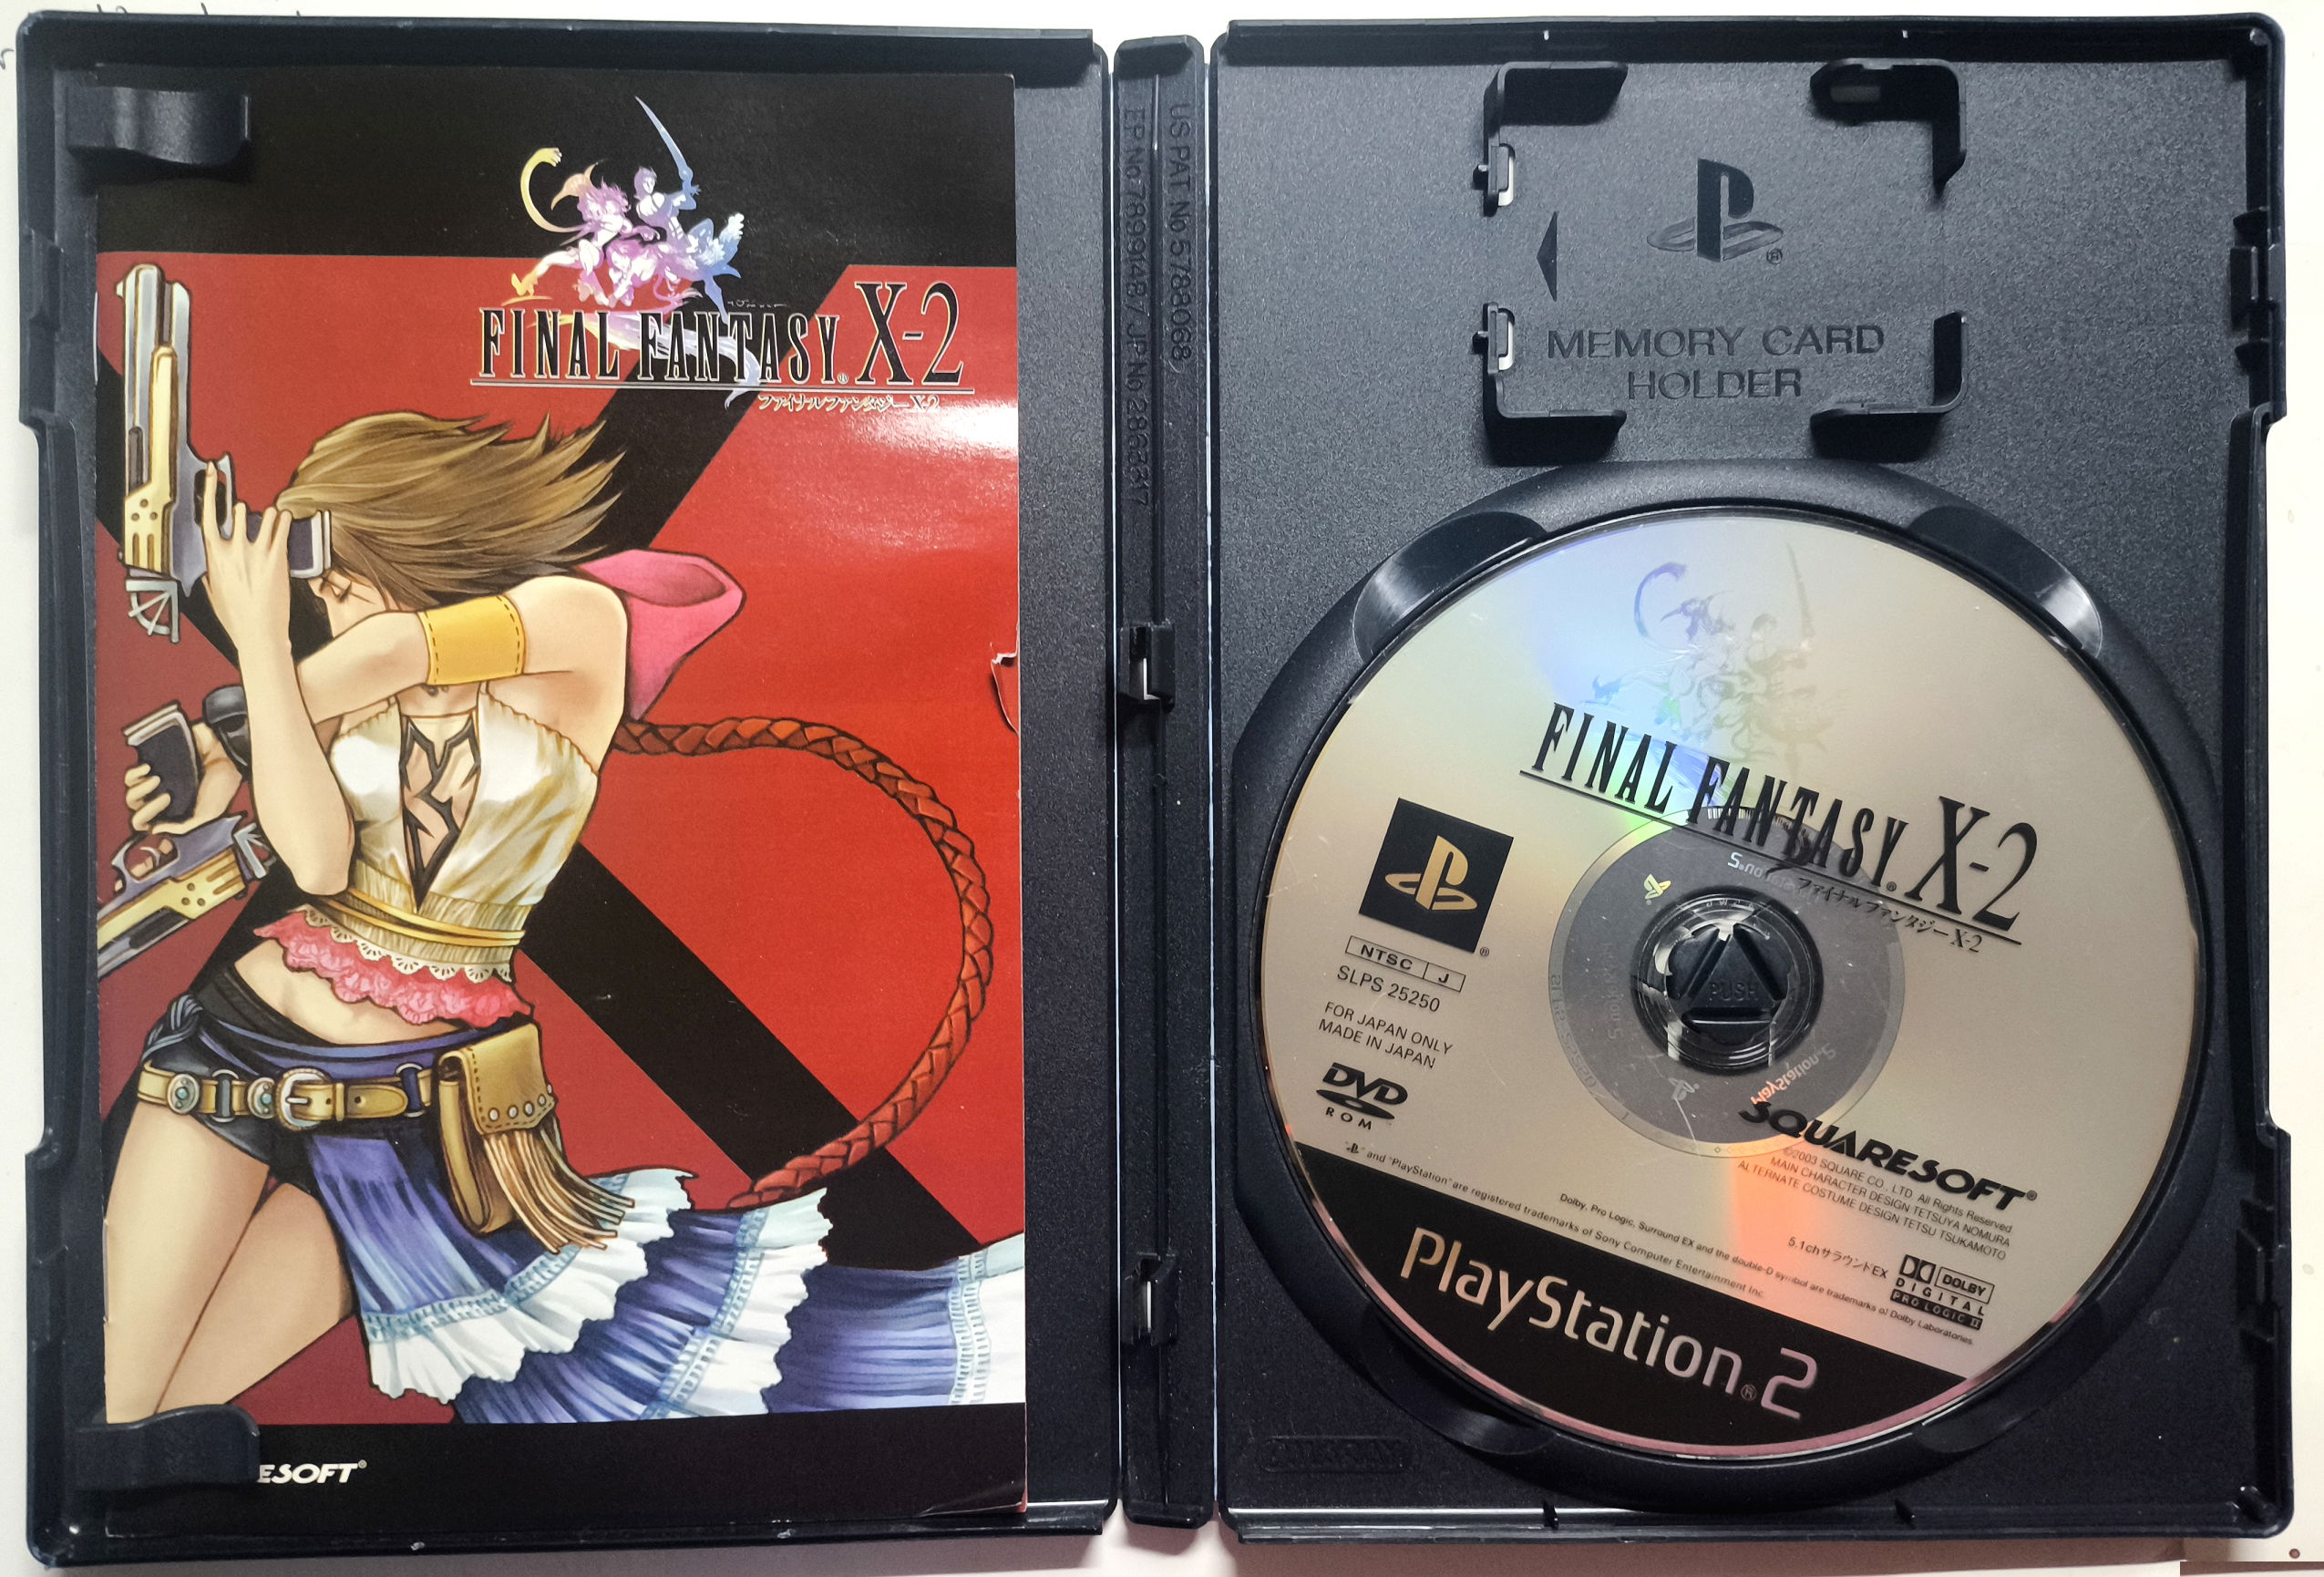 FINAL FANTASY® X-2
ファイナルファンタジー X-2
ESOFT®
US PAT No 5788068
EP No 789914B7 JP No 2863317
®
MEMORY CARD
HOLDER
FINAL FANTASY® X-2
ファイナルファンタジー X-2
®
NTSC J
SLPS 25250
FOR JAPAN ONLY
MADE IN JAPAN
DVD
ROM
PUSH
PlayStation®2
SQUARESOFT®
©2003 SQUARE CO., LTD. All Rights Reserved
MAIN CHARACTER DESIGN TETSUYA NOMURA
ALTERNATE COSTUME DESIGN TETSU TSUKAMOTO
5.1chサラウンドEX
DOLBY
DIGITAL
PRO LOGIC II
" " and "PlayStation" are registered trademarks of Sony Computer Entertainment Inc.
Dolby, Pro Logic, Surround EX and the double-D symbol are trademarks of Dolby Laboratories.
PlayStation®2